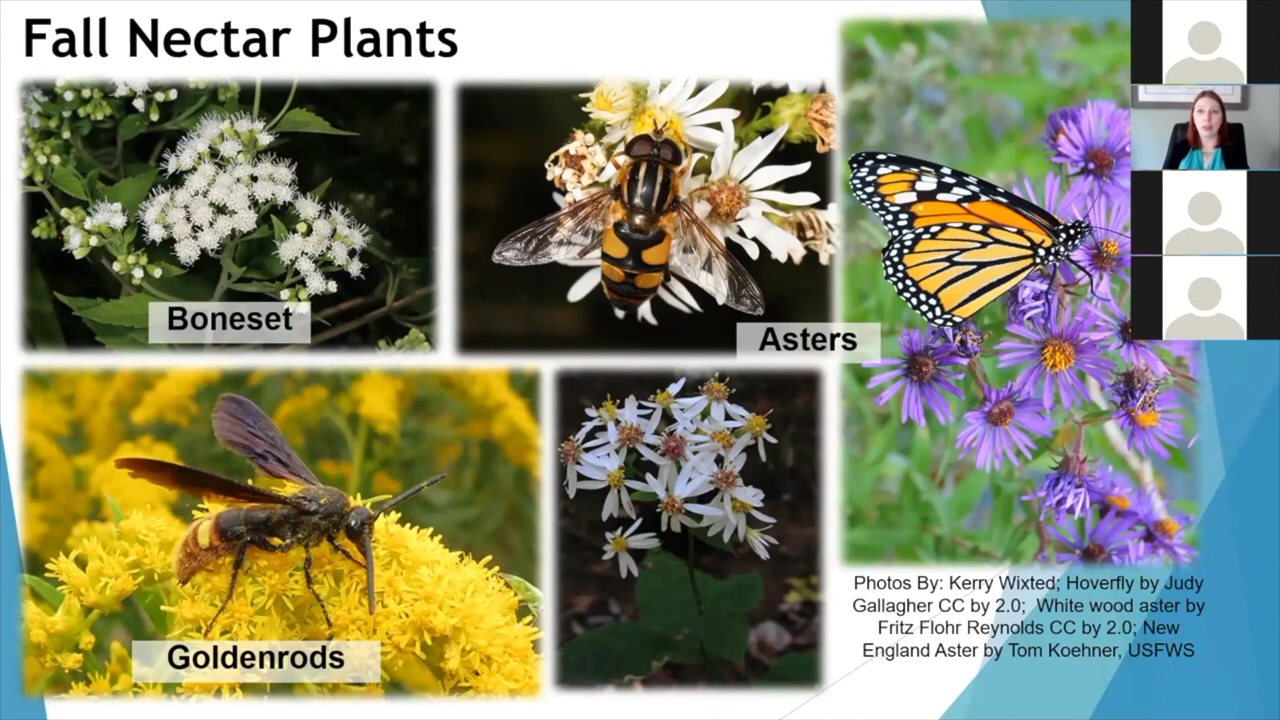 Fall Nectar Plants
Boneset
Asters
Goldenrods
Photos By: Kerry Wixted; Hoverfly by Judy
Gallagher CC by 2.0; White wood aster by
Fritz Flohr Reynolds CC by 2.0; New
England Aster by Tom Koehner, USFWS